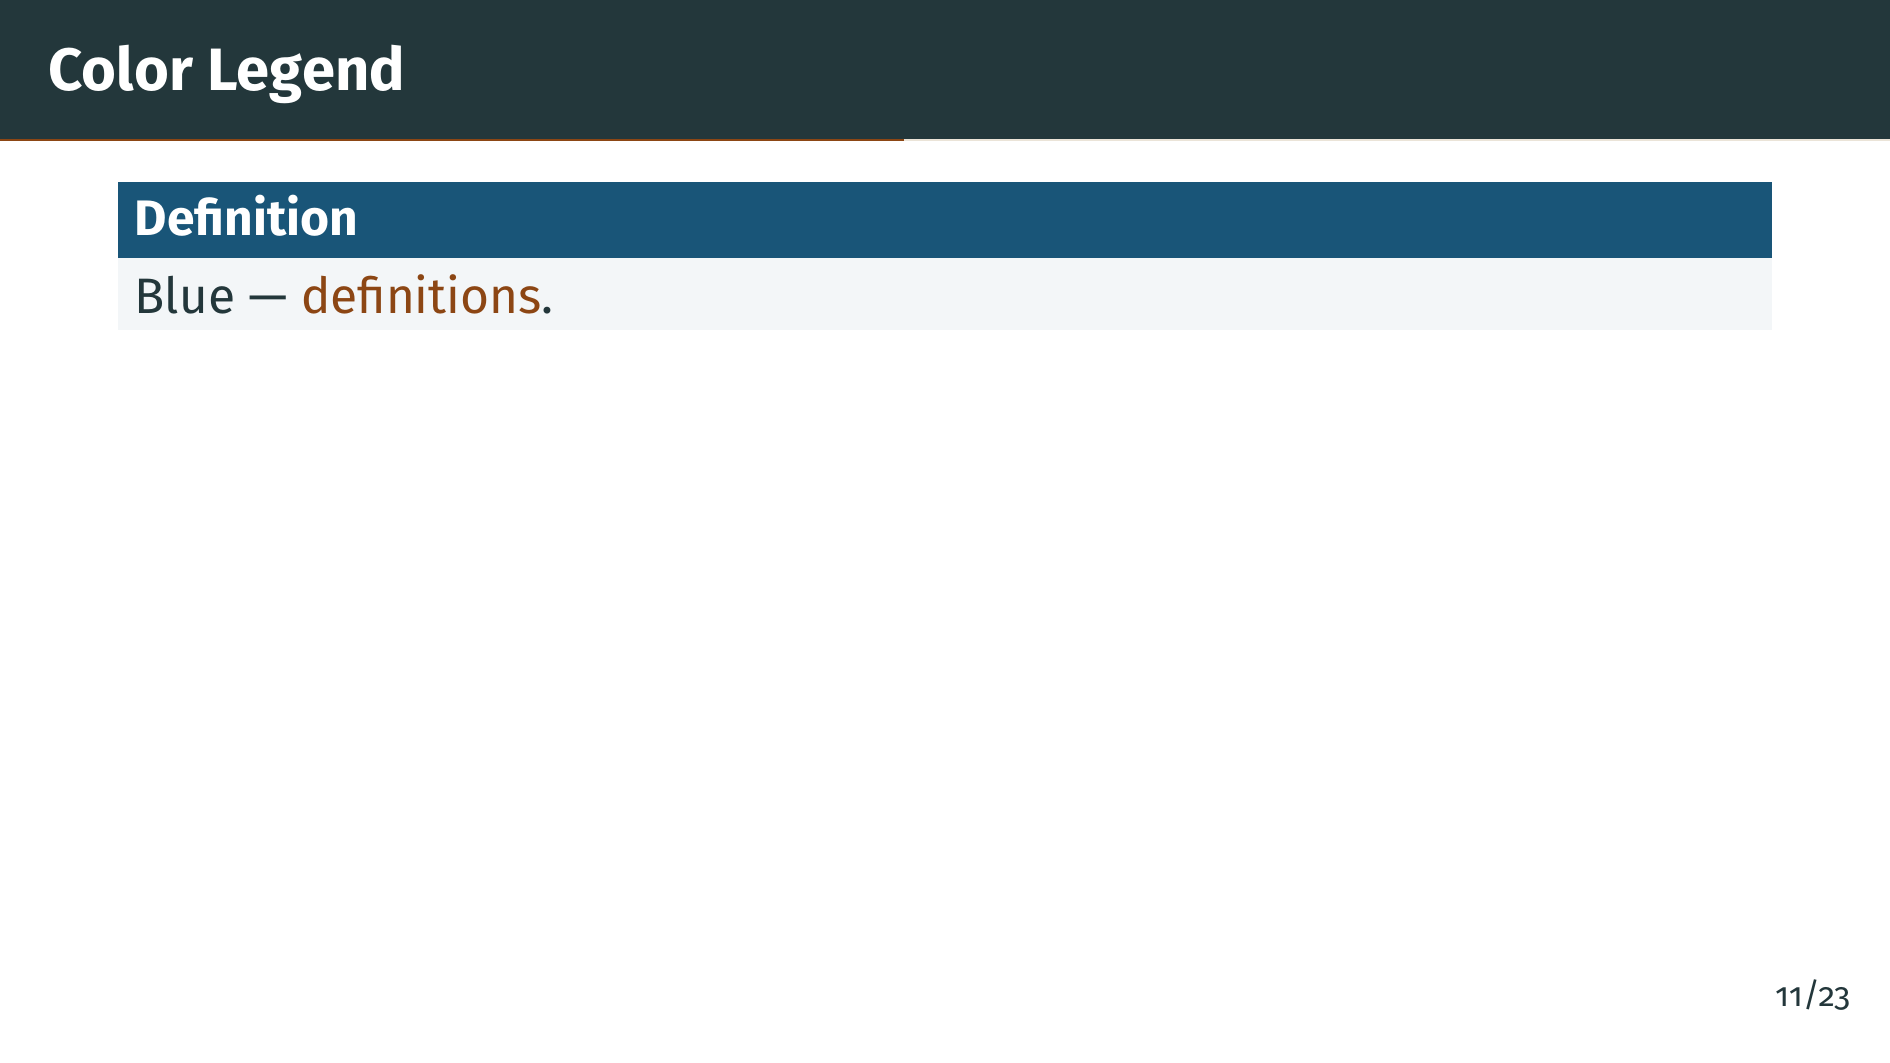 Color Legend
Definition
Blue — definitions.
11/23